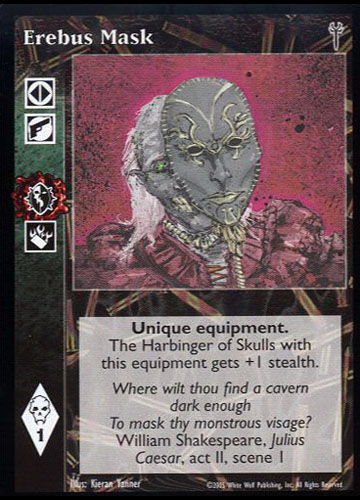 Erebus Mask
Unique equipment.
The Harbinger of Skulls with
this equipment gets +1 stealth.
Where wilt thou find a cavern
dark enough
To mask thy monstrous visage?
William Shakespeare, Julius
Caesar, act II, scene 1
1
Illus: Kieran Yanner
©2005 White Wolf Publishing, Inc. All Rights Reserved.